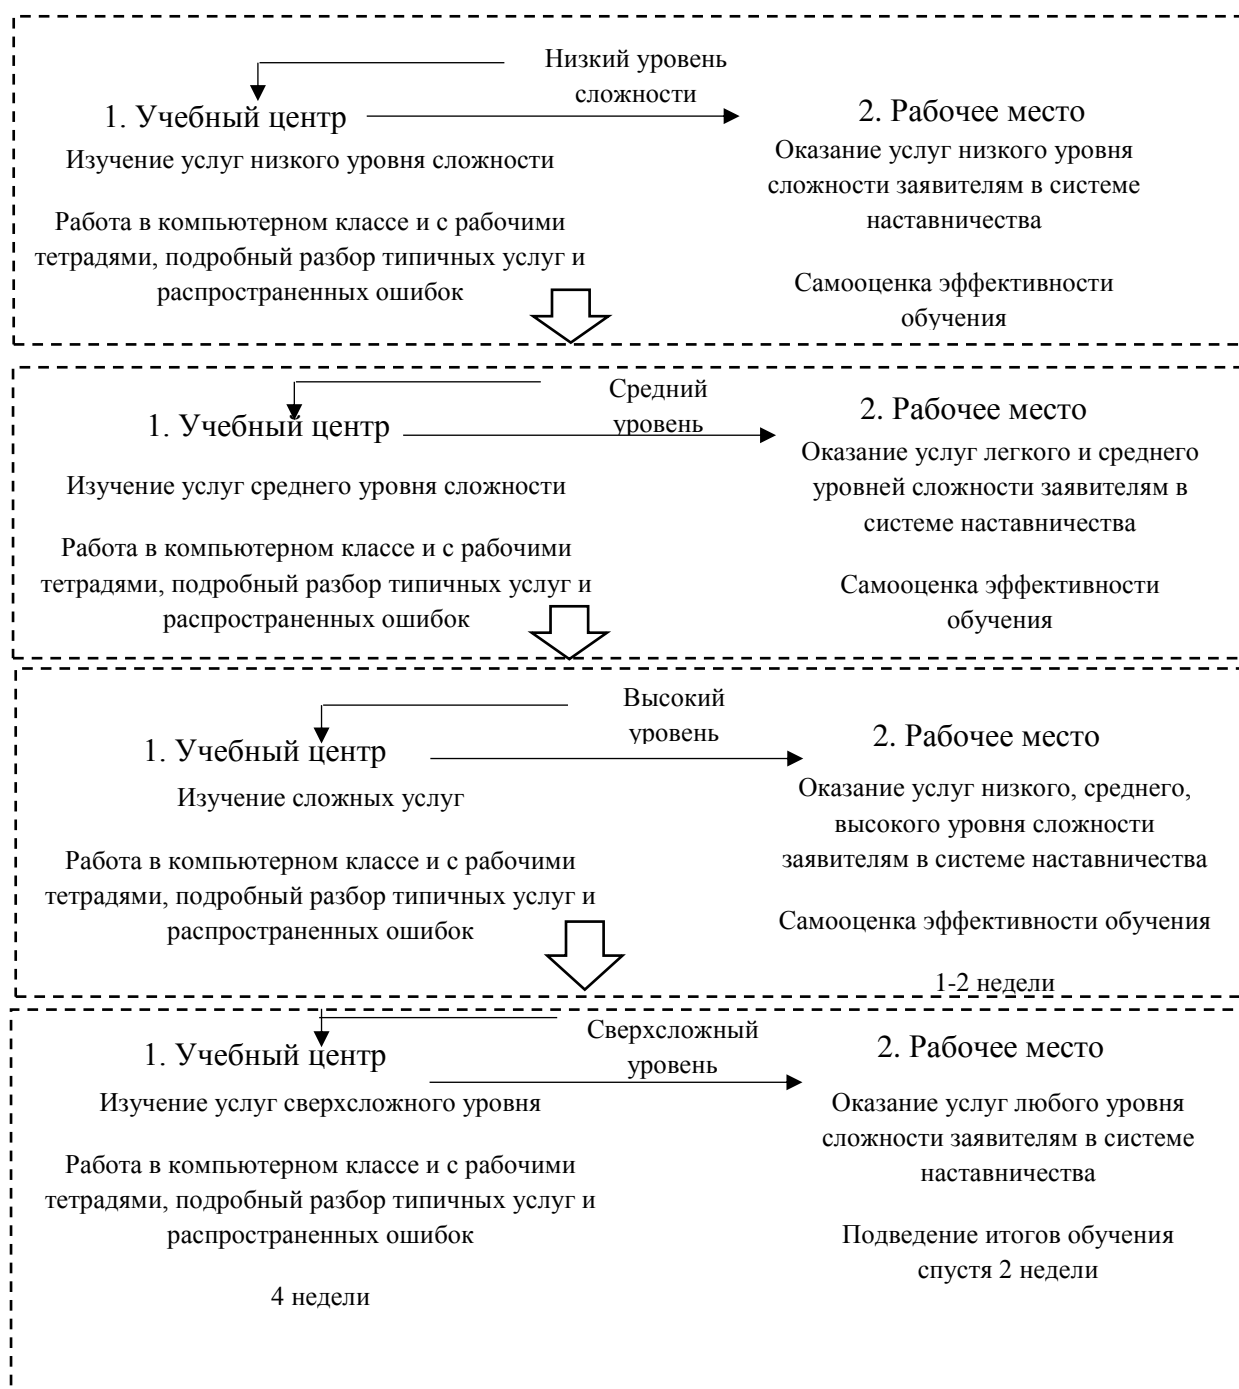 Низкий уровень
сложности
1. Учебный центр
Изучение услуг низкого уровня сложности
Работа в компьютерном классе и с рабочими
тетрадями, подробный разбор типичных услуг и
распространенных ошибок
2. Рабочее место
Оказание услуг низкого уровня
сложности заявителям в системе
наставничества
Самооценка эффективности
обучения
Средний
уровень
1. Учебный центр
Изучение услуг среднего уровня сложности
Работа в компьютерном классе и с рабочими
тетрадями, подробный разбор типичных услуг и
распространенных ошибок
2. Рабочее место
Оказание услуг легкого и среднего
уровней сложности заявителям в
системе наставничества
Самооценка эффективности
обучения
Высокий
уровень
1. Учебный центр
Изучение сложных услуг
Работа в компьютерном классе и с рабочими
тетрадями, подробный разбор типичных услуг и
распространенных ошибок
2. Рабочее место
Оказание услуг низкого, среднего,
высокого уровня сложности
заявителям в системе наставничества
Самооценка эффективности обучения
1-2 недели
Сверхсложный
уровень
1. Учебный центр
Изучение услуг сверхсложного уровня
Работа в компьютерном классе и с рабочими
тетрадями, подробный разбор типичных услуг и
распространенных ошибок
4 недели
2. Рабочее место
Оказание услуг любого уровня
сложности заявителям в системе
наставничества
Подведение итогов обучения
спустя 2 недели